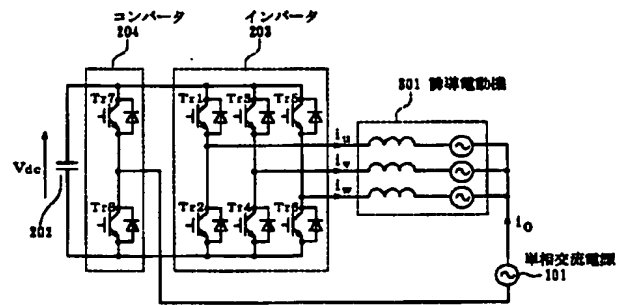 コンバータ
204
インバータ
203
Tr7
Tr1
Tr3
Tr5
301 誘導電動機
Vdc
202
iu
iv
iw
Tr8
Tr2
Tr4
Tr6
i0
単相交流電源
101